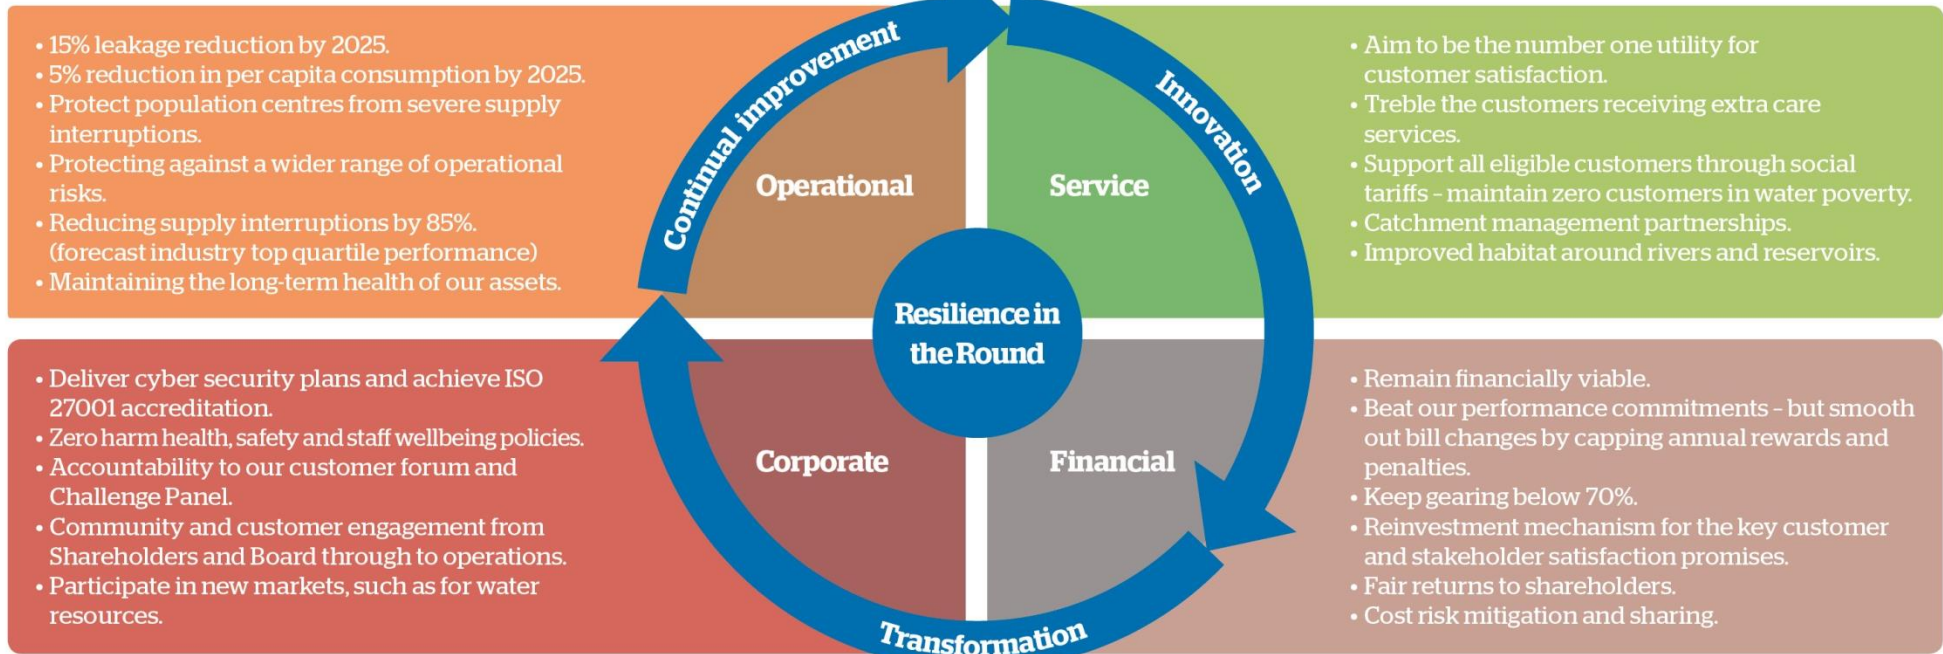 • 15% leakage reduction by 2025.
• 5% reduction in per capita consumption by 2025.
• Protect population centres from severe supply
interruptions.
• Protecting against a wider range of operational
risks.
• Reducing supply interruptions by 85%.
(forecast industry top quartile performance)
• Maintaining the long-term health of our assets.
Continual improvement
Operational
Service
Innovation
• Aim to be the number one utility for
customer satisfaction.
• Treble the customers receiving extra care
services.
• Support all eligible customers through social
tariffs – maintain zero customers in water poverty.
• Catchment management partnerships.
• Improved habitat around rivers and reservoirs.
Resilience in
the Round
• Deliver cyber security plans and achieve ISO
27001 accreditation.
• Zero harm health, safety and staff wellbeing policies.
• Accountability to our customer forum and
Challenge Panel.
• Community and customer engagement from
Shareholders and Board through to operations.
• Participate in new markets, such as for water
resources.
Corporate
Financial
Transformation
• Remain financially viable.
• Beat our performance commitments – but smooth
out bill changes by capping annual rewards and
penalties.
• Keep gearing below 70%.
• Reinvestment mechanism for the key customer
and stakeholder satisfaction promises.
• Fair returns to shareholders.
• Cost risk mitigation and sharing.